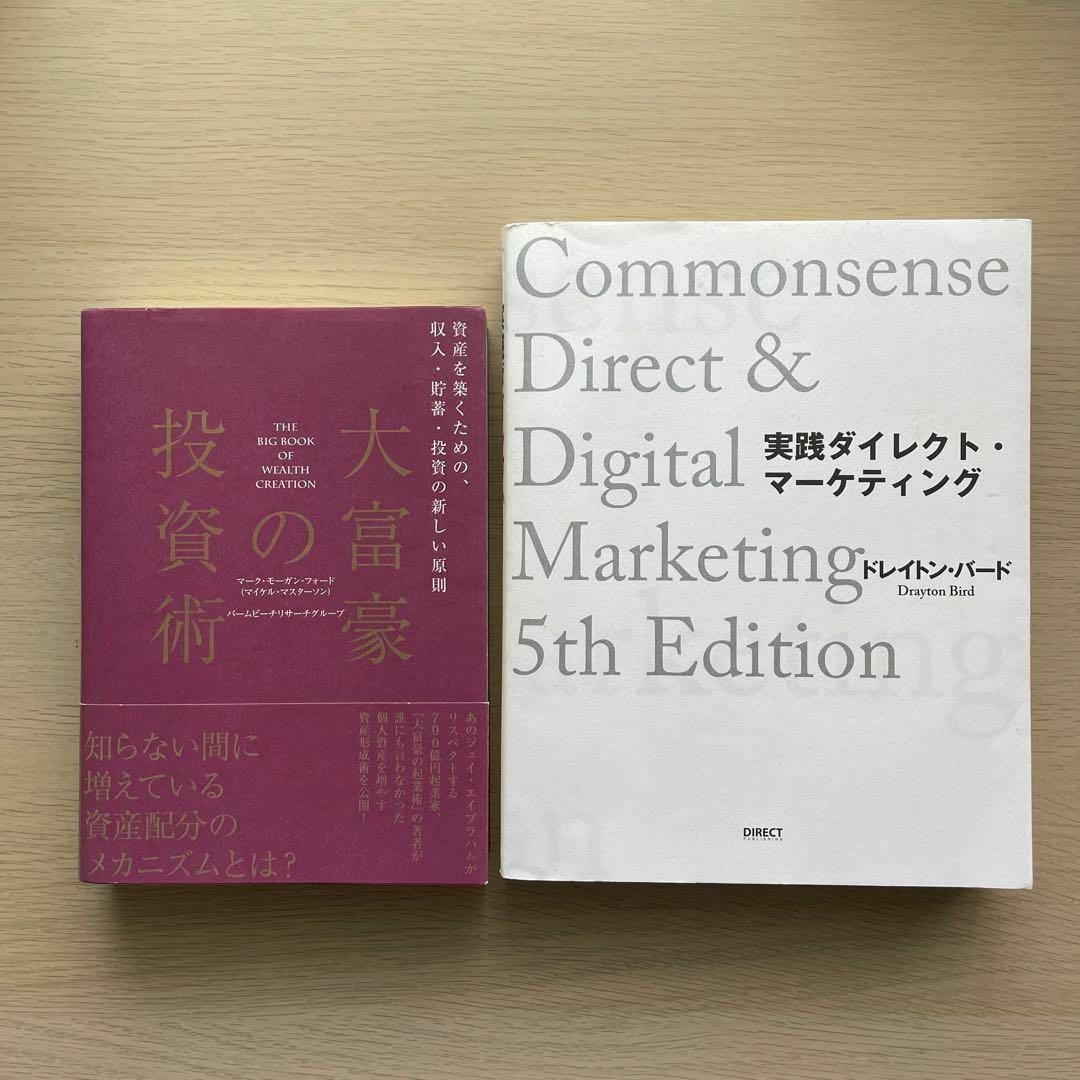 資産を築くための、
収入・貯蓄・投資の新しい原則
大富豪
の
投資術
THE
BIG BOOK
OF
WEALTH
CREATION
マーク・モーガン・フォード
(マイケル・マスターソン)
パームビーチリサーチグループ
あのジェイ・エイブラハムが
リスペクトする
700億円起業家、
『大富豪の起業術』の著者が
誰にも言わなかった
個人資産を増やす
資産形成術を公開!
知らない間に
増えている
資産配分の
メカニズムとは?
Commonsense
Direct &
Digital
Marketing
5th Edition
実践ダイレクト・
マーケティング
ドレイトン・バード
Drayton Bird
DIRECT
PUBLISHING